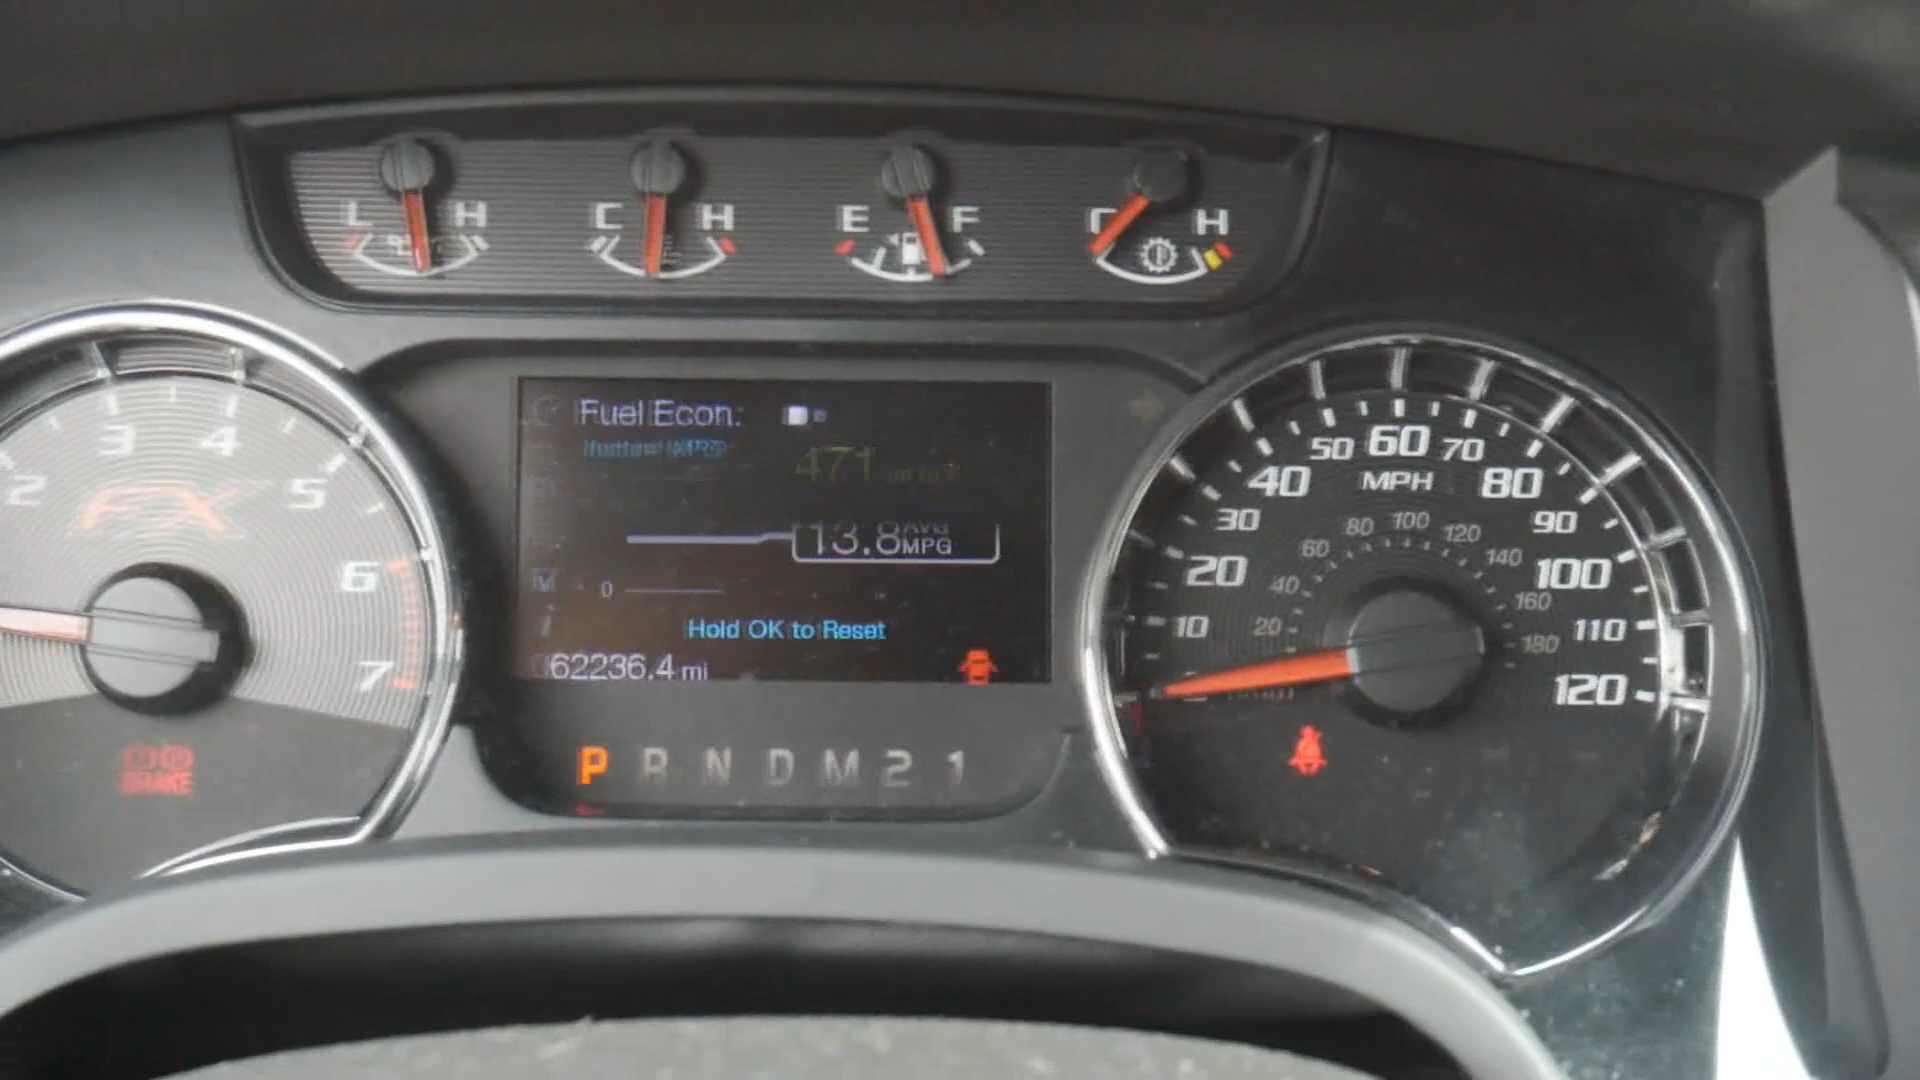 L H C H E F H
Fuel Econ:
471
13.8 AVG MPG
0
Hold OK to Reset
62236.4 mi
P R N D M 2 1
2 3 4 5 6 7
FX
BRAKE
10 20 30 40 50 60 70 80 90 100 110 120
MPH
20 40 60 80 100 120 140 160 180